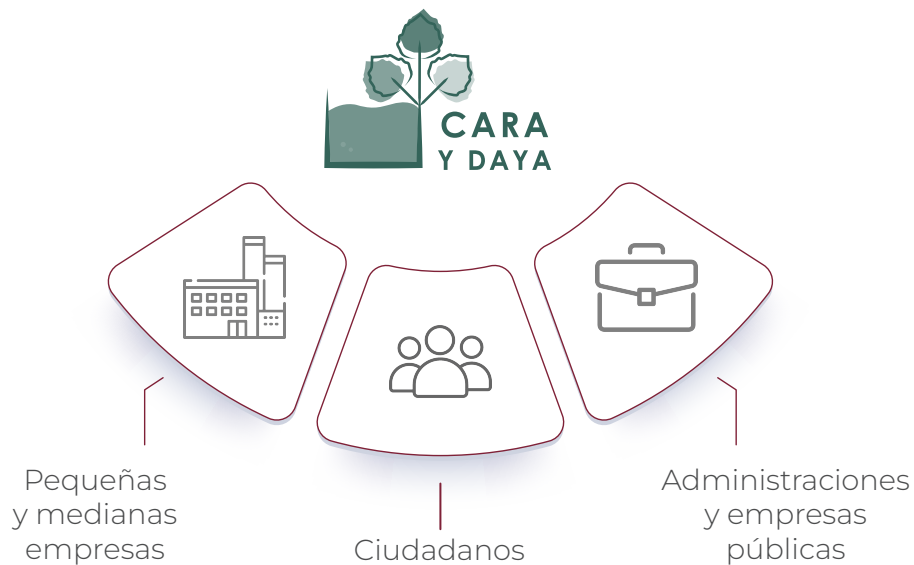 CARA
Y DAYA
Pequeñas
y medianas
empresas
Ciudadanos
Administraciones
y empresas
públicas